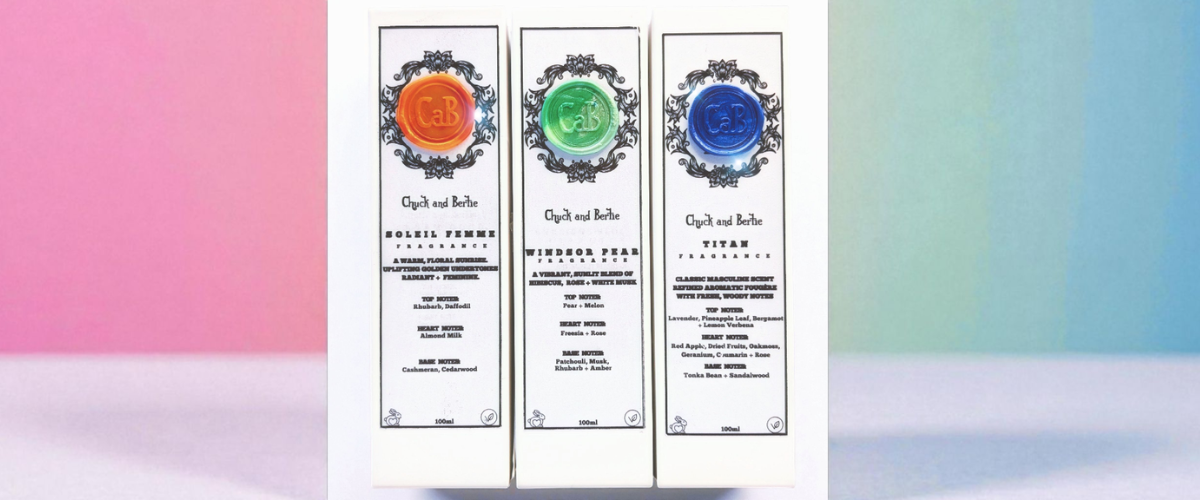 CaB
Chuck and Bertie
SOLEIL FEMME
FRAGRANCE
A WARM, FLORAL SUNRISE.
UPLIFTING GOLDEN UNDERTONES
RADIANT + FEMININE.
TOP NOTES:
Rhubarb, Daffodil
HEART NOTES:
Almond Milk
BASE NOTES:
Cashmeran, Cedarwood
100ml
CaB
Chuck and Bertie
WINDSOR PEAR
FRAGRANCE
A VIBRANT, SUNLIT BLEND OF
HIBISCUS, ROSE + WHITE MUSK
TOP NOTES:
Pear + Melon
HEART NOTES:
Freesia + Rose
BASE NOTES:
Patchouli, Musk,
Rhubarb + Amber
100ml
CaB
Chuck and Bertie
TITAN
FRAGRANCE
CLASSIC MASCULINE SCENT
REFINED AROMATIC FOUGÈRE
WITH FRESH, WOODY NOTES
TOP NOTES:
Lavender, Pineapple Leaf, Bergamot
+ Lemon Verbena
HEART NOTES:
Red Apple, Dried Fruits, Oakmoss,
Geranium, Coumarin + Rose
BASE NOTES:
Tonka Bean + Sandalwood
100ml